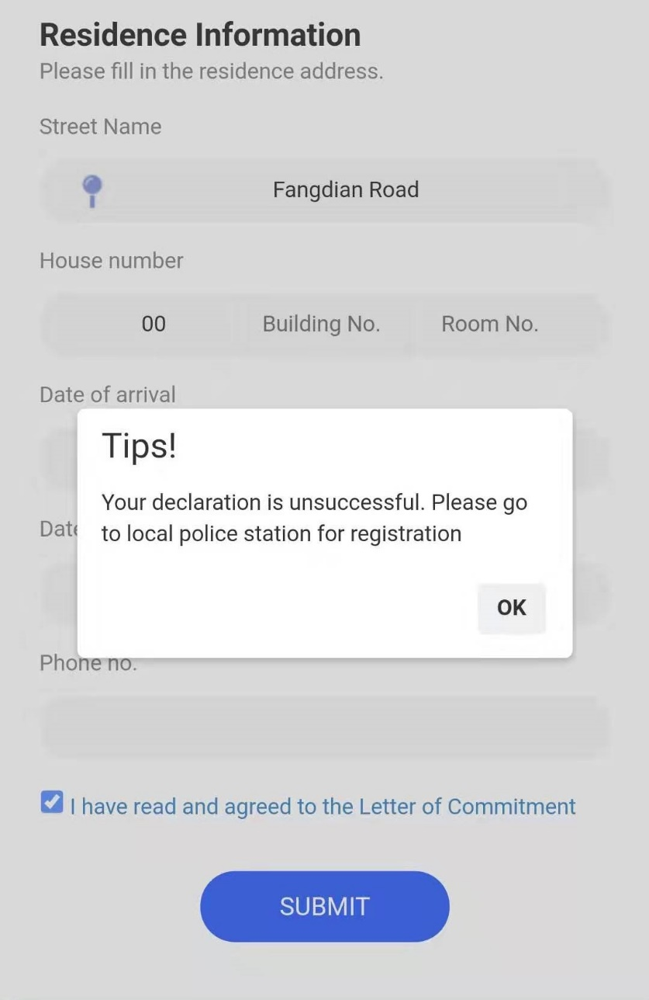 Residence Information
Please fill in the residence address.
Street Name
Fangdian Road
House number
00 Building No. Room No.
Date of arrival
Tips!
Your declaration is unsuccessful. Please go
to local police station for registration
Date
OK
Phone no.
I have read and agreed to the Letter of Commitment
SUBMIT